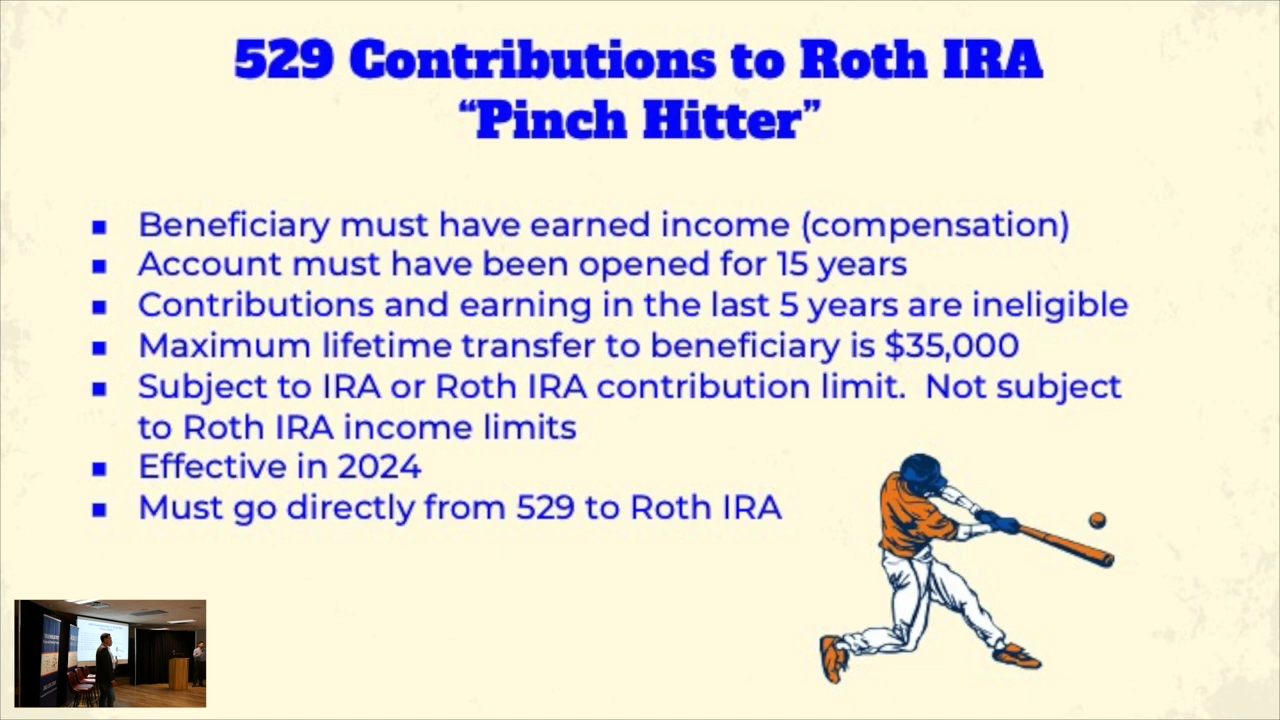 529 Contributions to Roth IRA
“Pinch Hitter”
▪ Beneficiary must have earned income (compensation)
▪ Account must have been opened for 15 years
▪ Contributions and earning in the last 5 years are ineligible
▪ Maximum lifetime transfer to beneficiary is $35,000
▪ Subject to IRA or Roth IRA contribution limit. Not subject
to Roth IRA income limits
▪ Effective in 2024
▪ Must go directly from 529 to Roth IRA